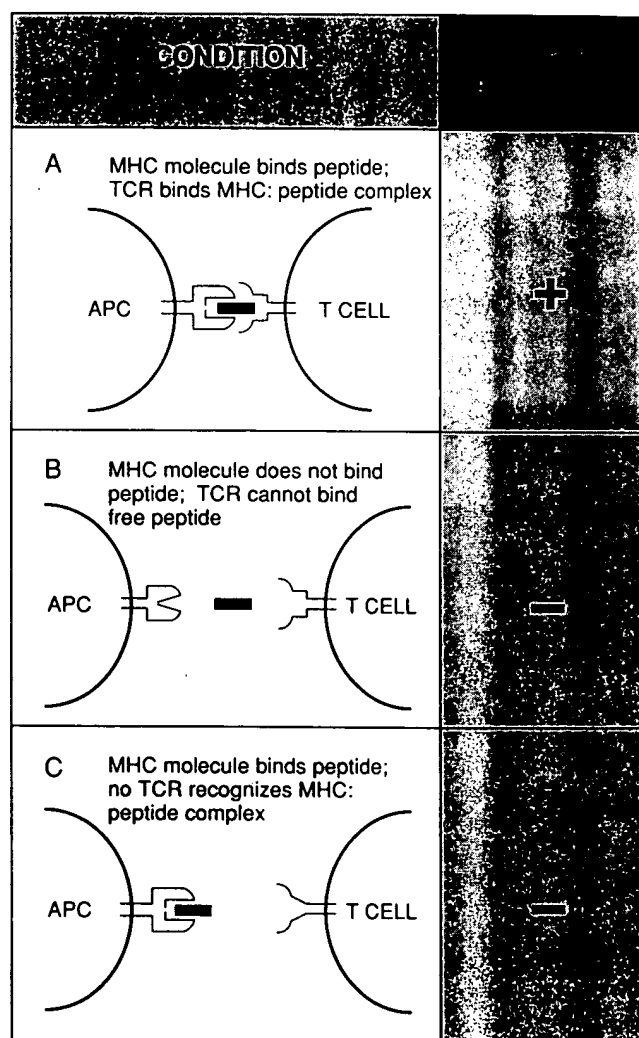 CONDITION
A MHC molecule binds peptide;
TCR binds MHC: peptide complex
APC T CELL
+
B MHC molecule does not bind
peptide; TCR cannot bind
free peptide
APC T CELL
−
C MHC molecule binds peptide;
no TCR recognizes MHC:
peptide complex
APC T CELL
−